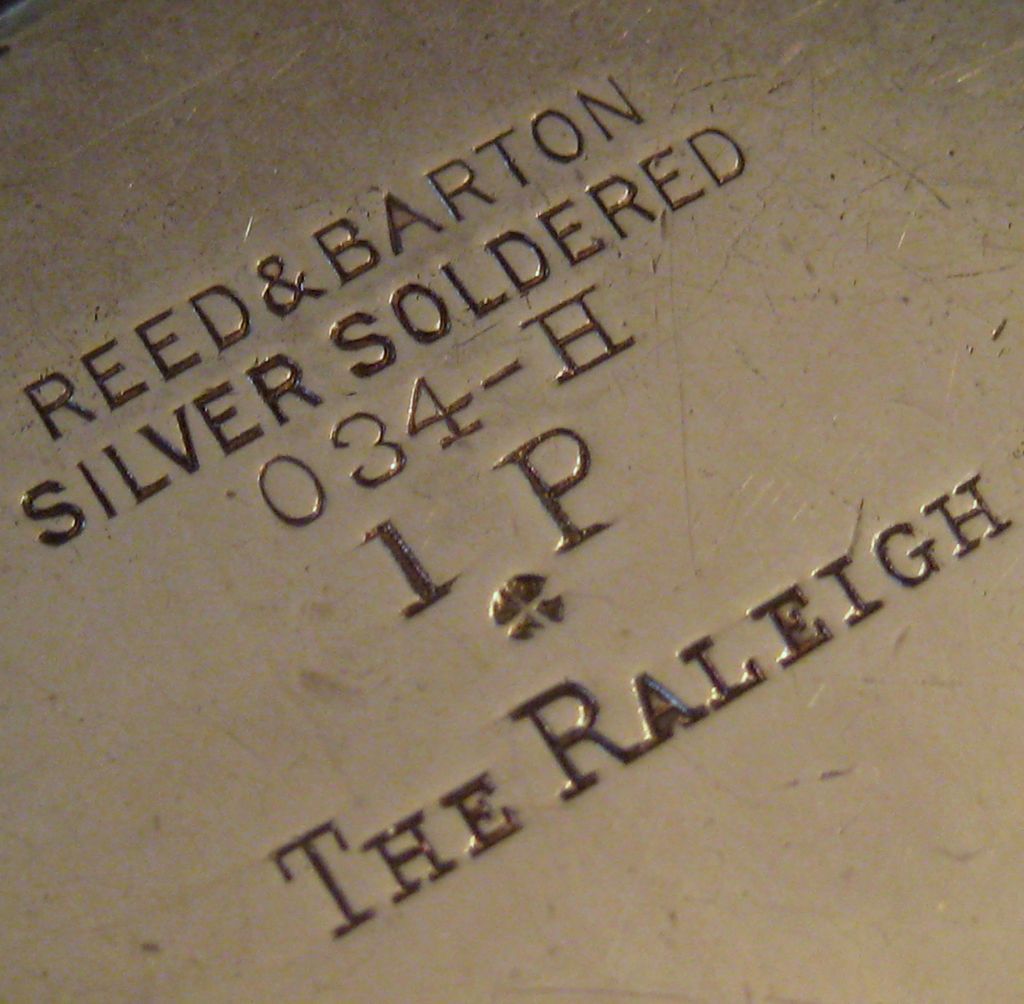 REED & BARTON
SILVER SOLDERED
034-H
1 P
THE RALEIGH